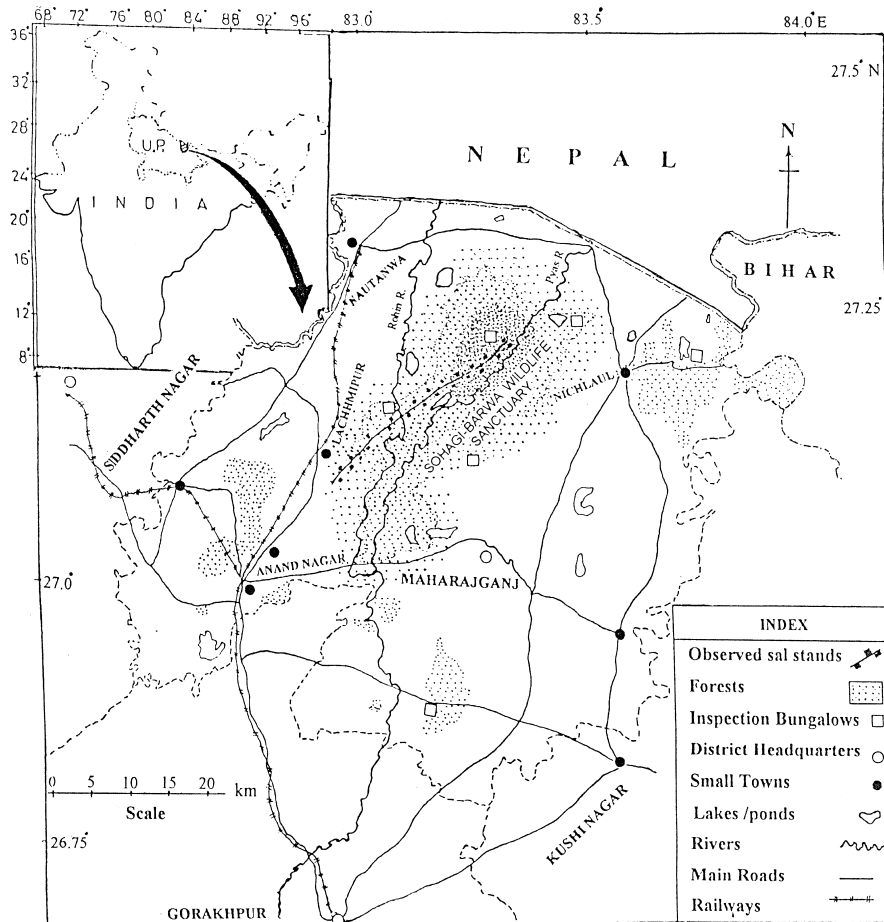 68° 72° 76° 80° 84° 88° 92° 96° 83.0 83.5 84.0°E
36°
32°
28°
24°
20°
16°
12°
8°
27.5°N
27.25
27.0°
26.75°
U.P.
INDIA
NEPAL
N
BIHAR
NAUTANWA
Rohin R.
SIDDHARTH NAGAR
LACHHMIPUR
SOHAGI BARWA WILDLIFE
SANCTUARY
NICHLAUL
ANAND NAGAR
MAHARAJGANJ
KUSHI NAGAR
GORAKHPUR
0 5 10 15 20 km
Scale
INDEX
Observed sal stands
Forests
Inspection Bungalows
District Headquarters
Small Towns
Lakes /ponds
Rivers
Main Roads
Railways